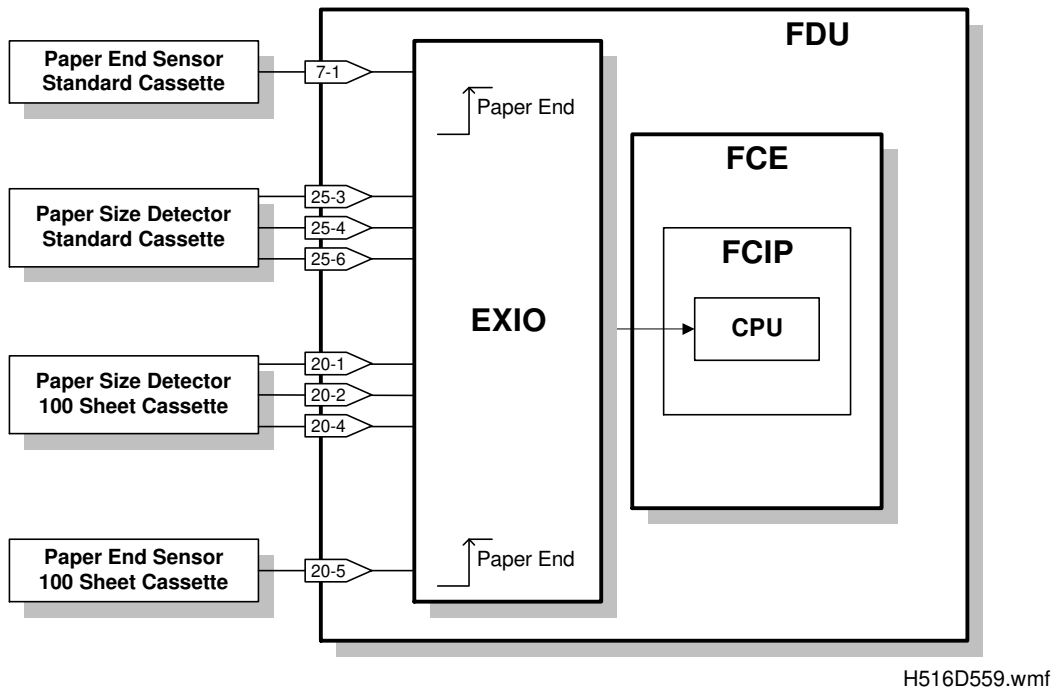 FDU
Paper End Sensor
Standard Cassette
7-1
Paper End
FCE
Paper Size Detector
Standard Cassette
25-3
25-4
25-6
FCIP
EXIO
CPU
Paper Size Detector
100 Sheet Cassette
20-1
20-2
20-4
Paper End Sensor
100 Sheet Cassette
20-5
Paper End
H516D559.wmf